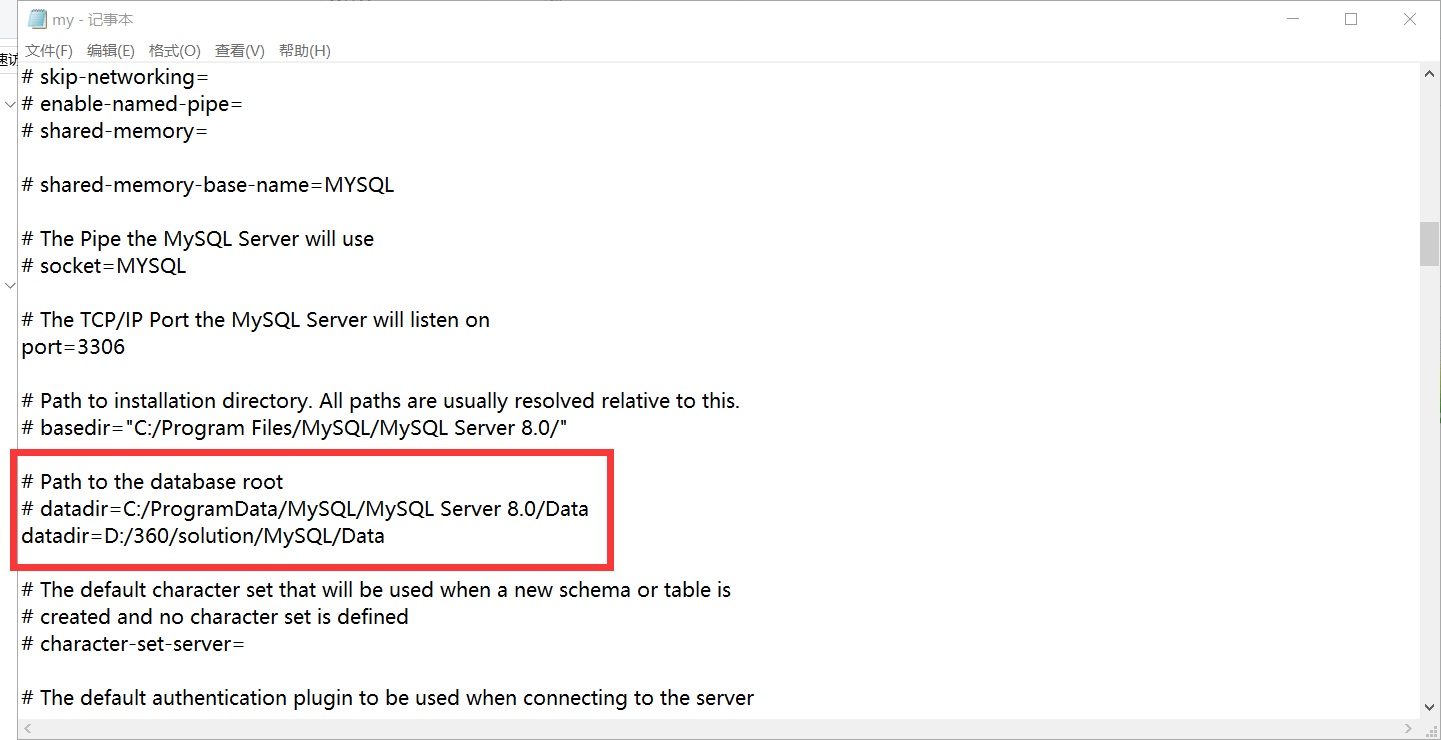 my - 记事本
文件(F) 编辑(E) 格式(O) 查看(V) 帮助(H)
速访
# skip-networking=
# enable-named-pipe=
# shared-memory=
# shared-memory-base-name=MYSQL
# The Pipe the MySQL Server will use
# socket=MYSQL
# The TCP/IP Port the MySQL Server will listen on
port=3306
# Path to installation directory. All paths are usually resolved relative to this.
# basedir="C:/Program Files/MySQL/MySQL Server 8.0/"
# Path to the database root
# datadir=C:/ProgramData/MySQL/MySQL Server 8.0/Data
datadir=D:/360/solution/MySQL/Data
# The default character set that will be used when a new schema or table is
# created and no character set is defined
# character-set-server=
# The default authentication plugin to be used when connecting to the server